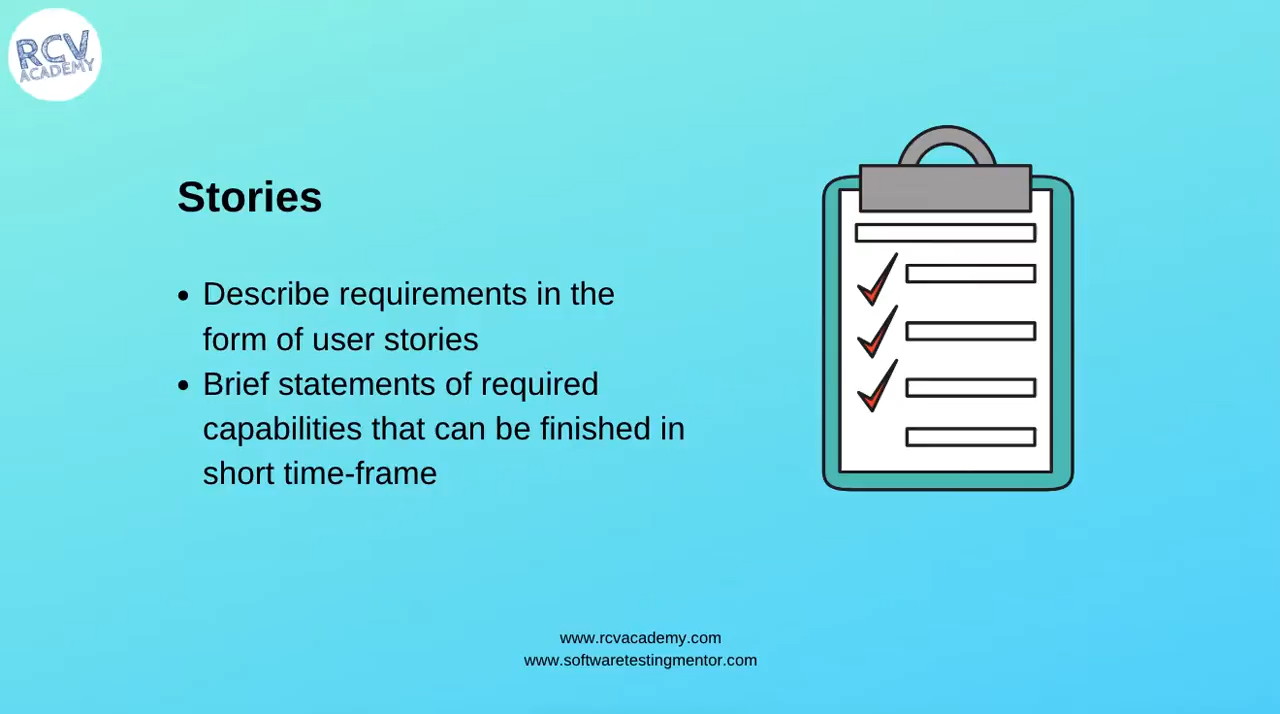 RCV
ACADEMY
Stories
• Describe requirements in the
form of user stories
• Brief statements of required
capabilities that can be finished in
short time-frame
www.rcvacademy.com
www.softwaretestingmentor.com